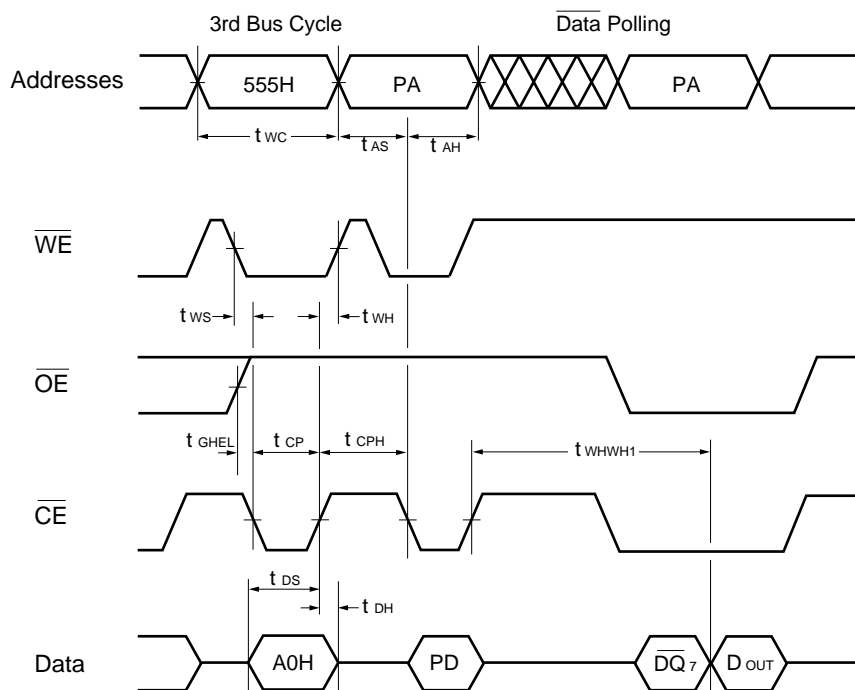 3rd Bus Cycle
Data Polling
Addresses
555H
PA
PA
t WC
t AS
t AH
WE
t WS
t WH
OE
t GHEL
t CP
t CPH
t WHWH1
CE
t DS
t DH
Data
A0H
PD
DQ 7
D OUT